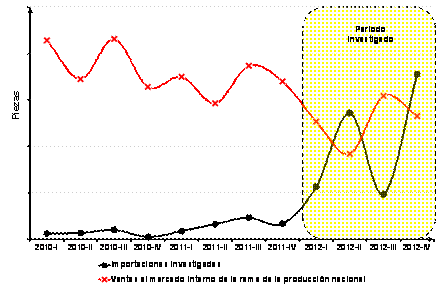 Periodo
Investigado
Piezas
2010-I 2010-II 2010-III 2010-IV 2011-I 2011-II 2011-III 2011-IV 2012-I 2012-II 2012-III 2012-IV
Importaciones Investigadas
Ventas al mercado interno de la rama de la producción nacional